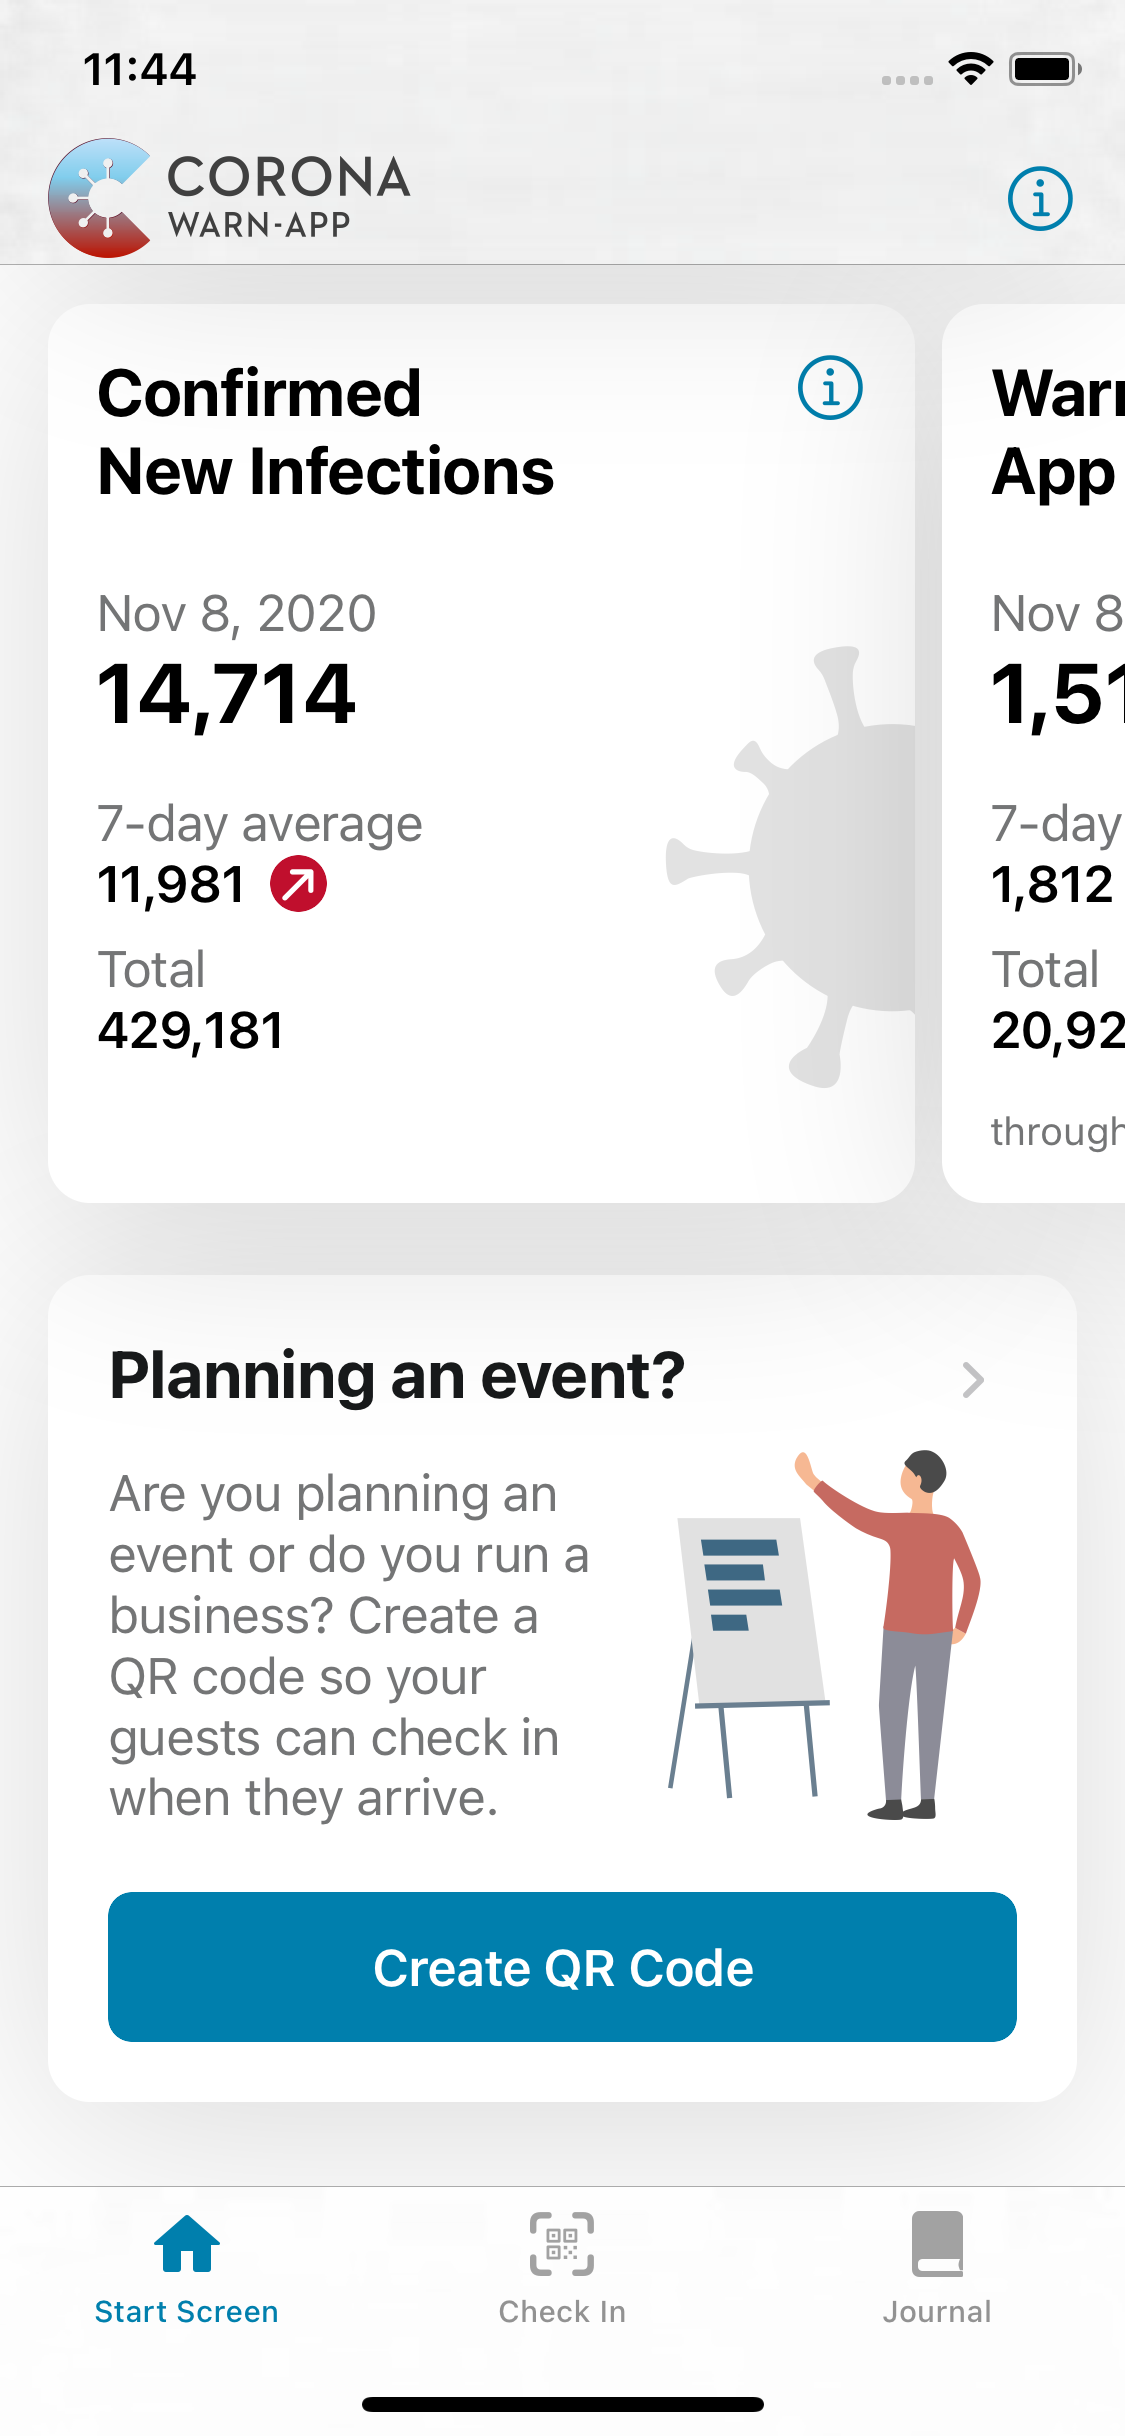 11:44
CORONA
WARN-APP
Confirmed
New Infections
Nov 8, 2020
14,714
7-day average
11,981
Total
429,181
App
Nov 8
1,51
7-day
1,812
Total
20,92
through
Planning an event?
Are you planning an
event or do you run a
business? Create a
QR code so your
guests can check in
when they arrive.
Create QR Code
Start Screen
Check In
Journal